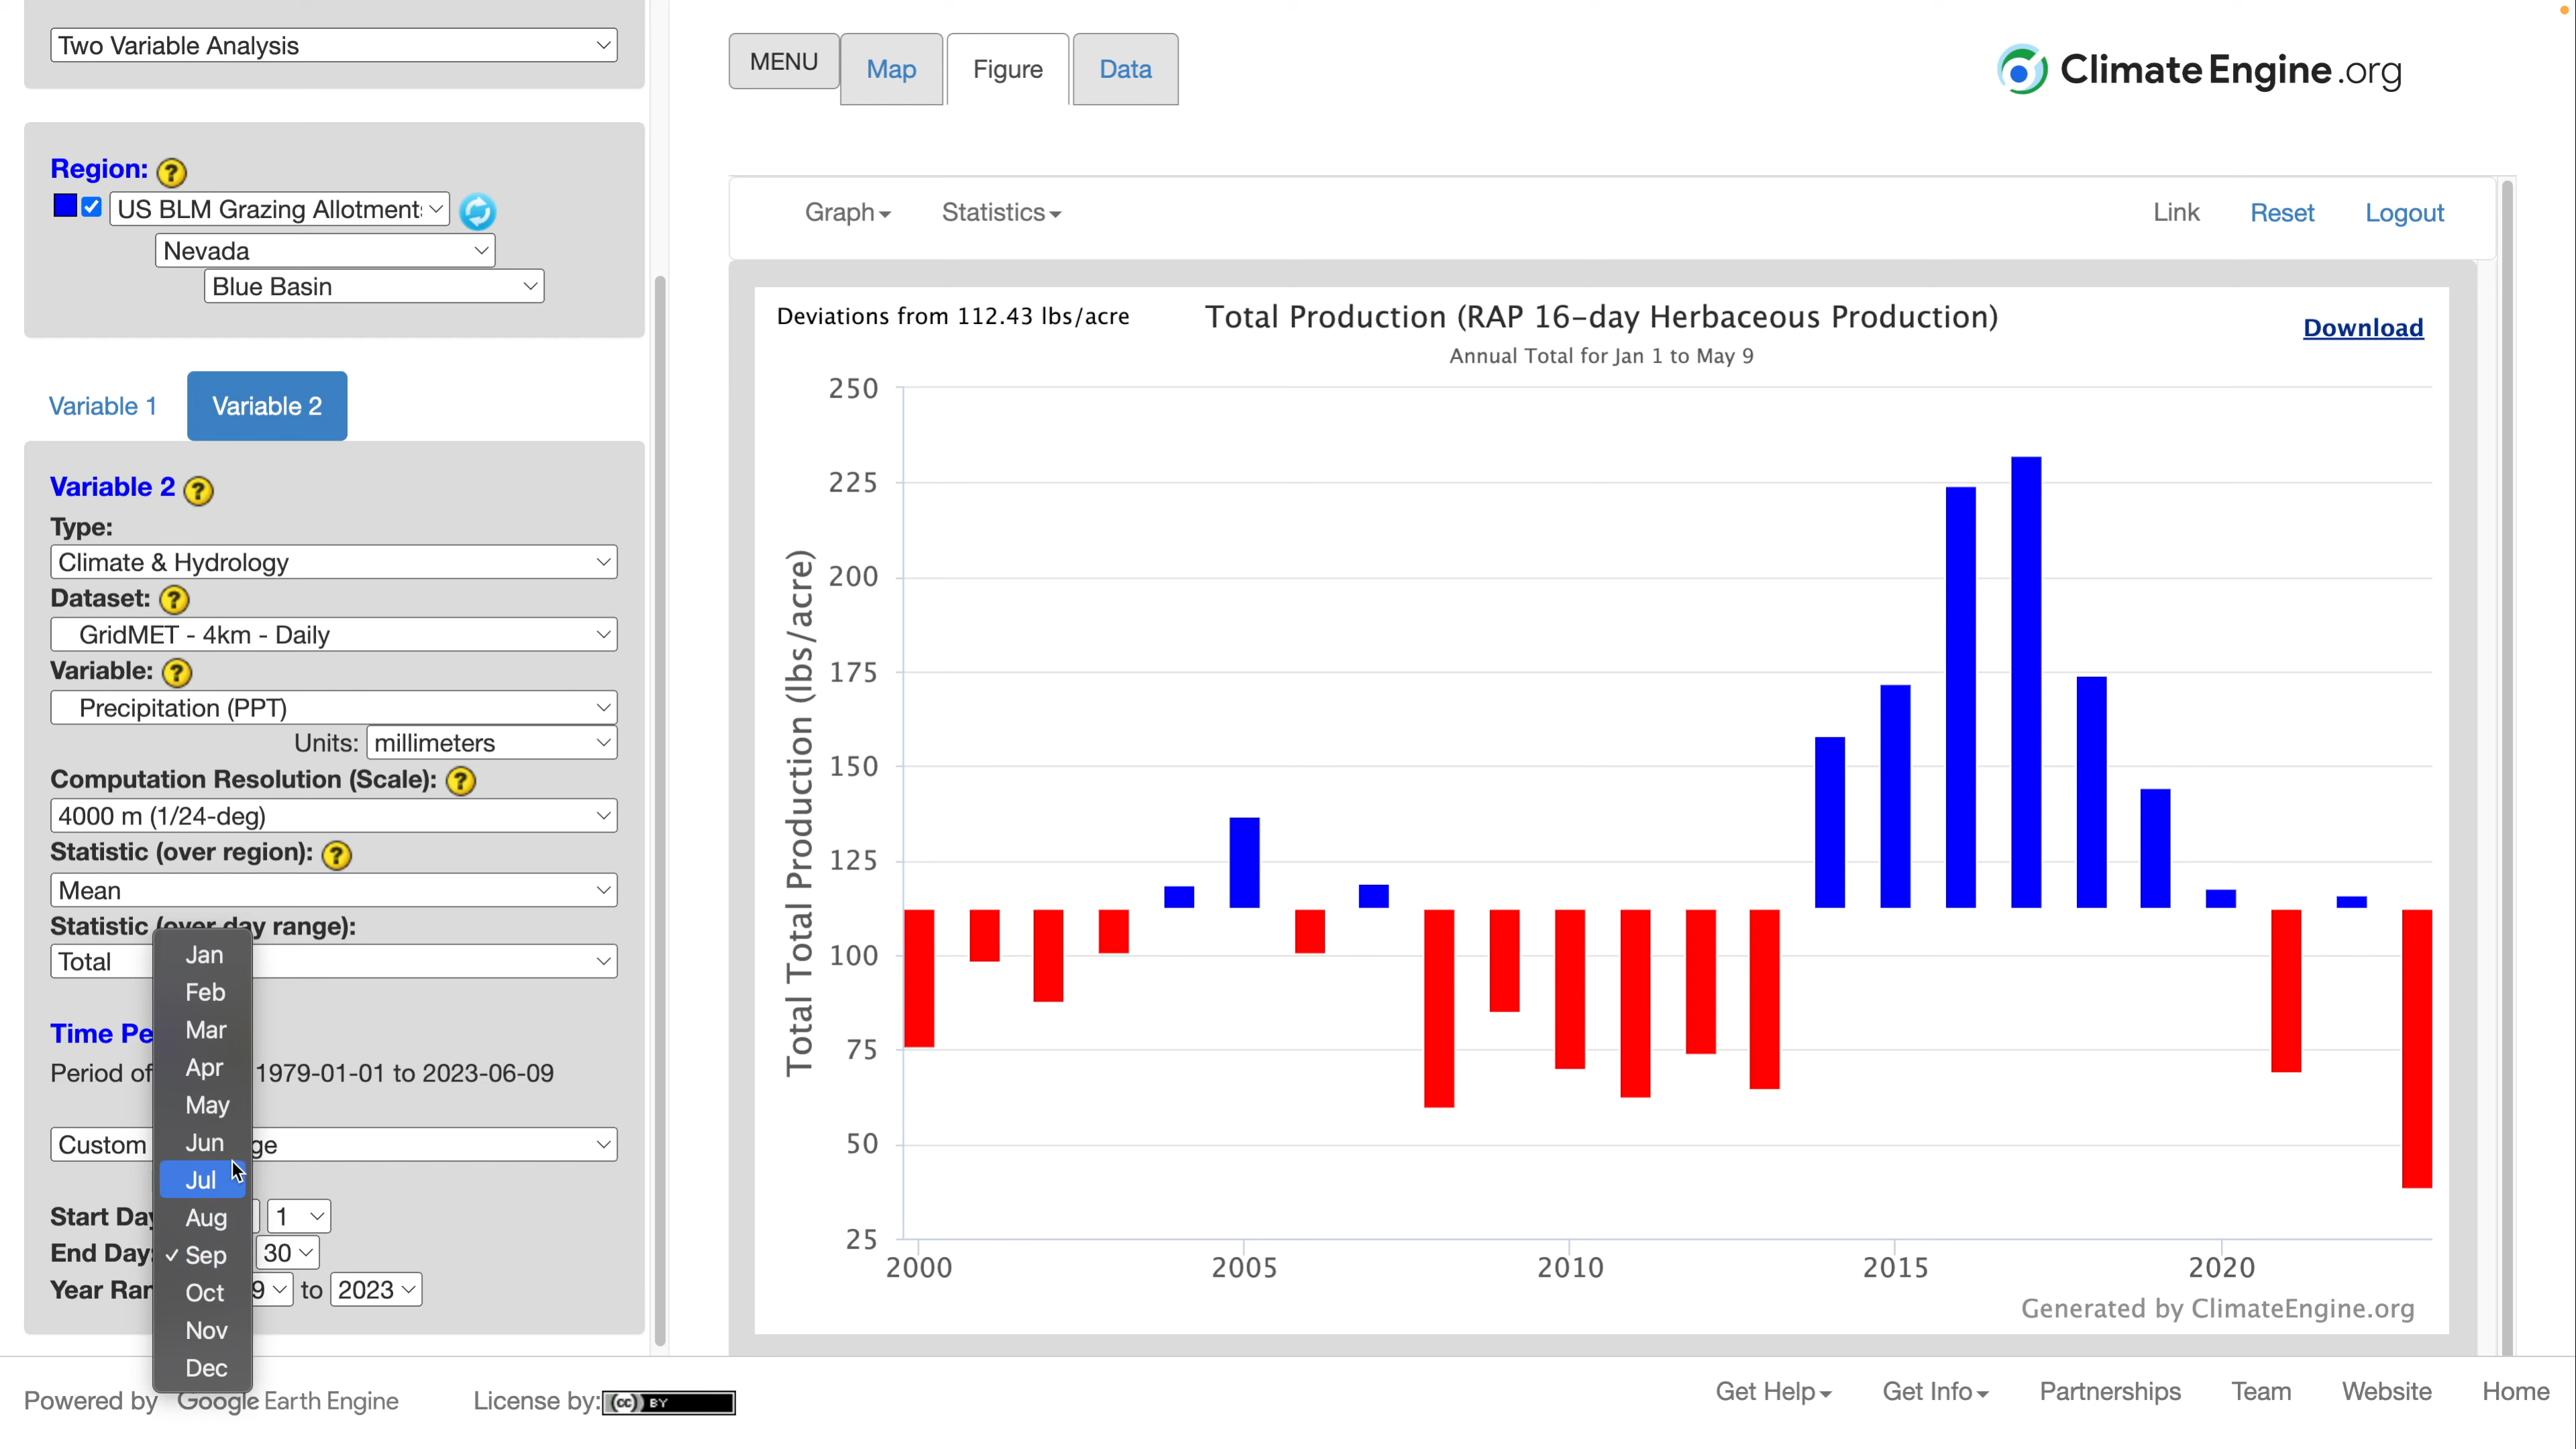 Two Variable Analysis
Region: ?
US BLM Grazing Allotment
Nevada
Blue Basin
Variable 1
Variable 2
Variable 2 ?
Type:
Climate & Hydrology
Dataset: ?
GridMET - 4km - Daily
Variable: ?
Precipitation (PPT)
Units: millimeters
Computation Resolution (Scale): ?
4000 m (1/24-deg)
Statistic (over region): ?
Mean
Statistic (over day range):
Total
Time Pe
Period of 1979-01-01 to 2023-06-09
Custom ge
Start Day 1
End Day: 30
Year Ran 9 to 2023
Jan
Feb
Mar
Apr
May
Jun
Jul
Aug
✓ Sep
Oct
Nov
Dec
MENU
Map
Figure
Data
ClimateEngine.org
Graph
Statistics
Link
Reset
Logout
Deviations from 112.43 lbs/acre
Total Production (RAP 16-day Herbaceous Production)
Download
Annual Total for Jan 1 to May 9
Total Total Production (lbs/acre)
250
225
200
175
150
125
100
75
50
25
2000
2005
2010
2015
2020
Generated by ClimateEngine.org
Powered by Google Earth Engine
License by: (cc) BY
Get Help
Get Info
Partnerships
Team
Website
Home